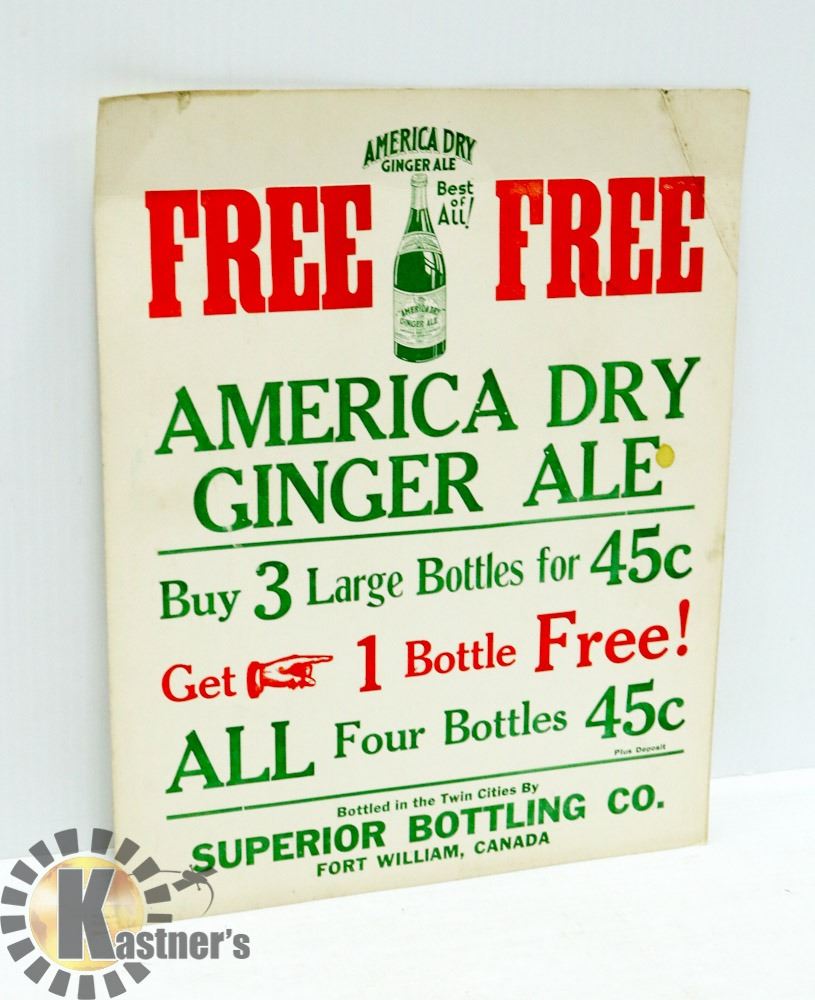 AMERICA DRY
GINGER ALE
Best
of
All!
FREE FREE
AMERICA DRY
GINGER ALE
AMERICA DRY
GINGER ALE
Buy 3 Large Bottles for 45c
Get 1 Bottle Free!
ALL Four Bottles 45c
Plus Deposit
Bottled in the Twin Cities By
SUPERIOR BOTTLING CO.
FORT WILLIAM, CANADA
Kastner's